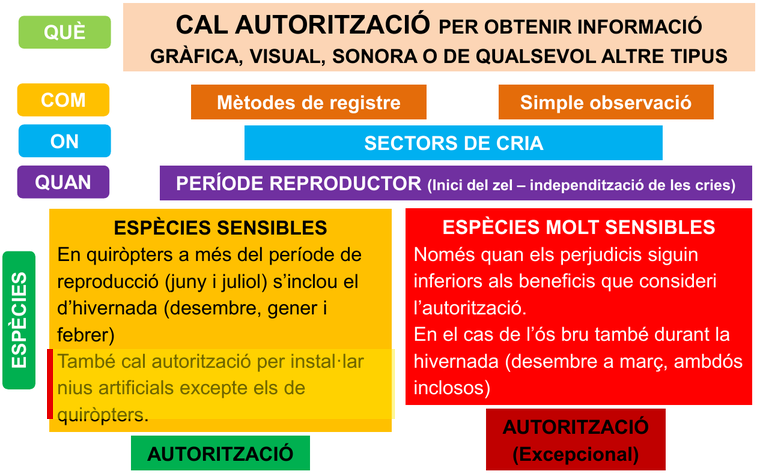 QUÈ
CAL AUTORITZACIÓ PER OBTENIR INFORMACIÓ
GRÀFICA, VISUAL, SONORA O DE QUALSEVOL ALTRE TIPUS
COM
Mètodes de registre
Simple observació
ON
SECTORS DE CRIA
QUAN
PERÍODE REPRODUCTOR (Inici del zel – independització de les cries)
ESPÈCIES
ESPÈCIES SENSIBLES
En quiròpters a més del període de
reproducció (juny i juliol) s’inclou el
d’hivernada (desembre, gener i
febrer)
També cal autorització per instal·lar
nius artificials excepte els de
quiròpters.
AUTORITZACIÓ
ESPÈCIES MOLT SENSIBLES
Només quan els perjudicis siguin
inferiors als beneficis que consideri
l’autorització.
En el cas de l’ós bru també durant la
hivernada (desembre a març, ambdós
inclosos)
AUTORITZACIÓ
(Excepcional)